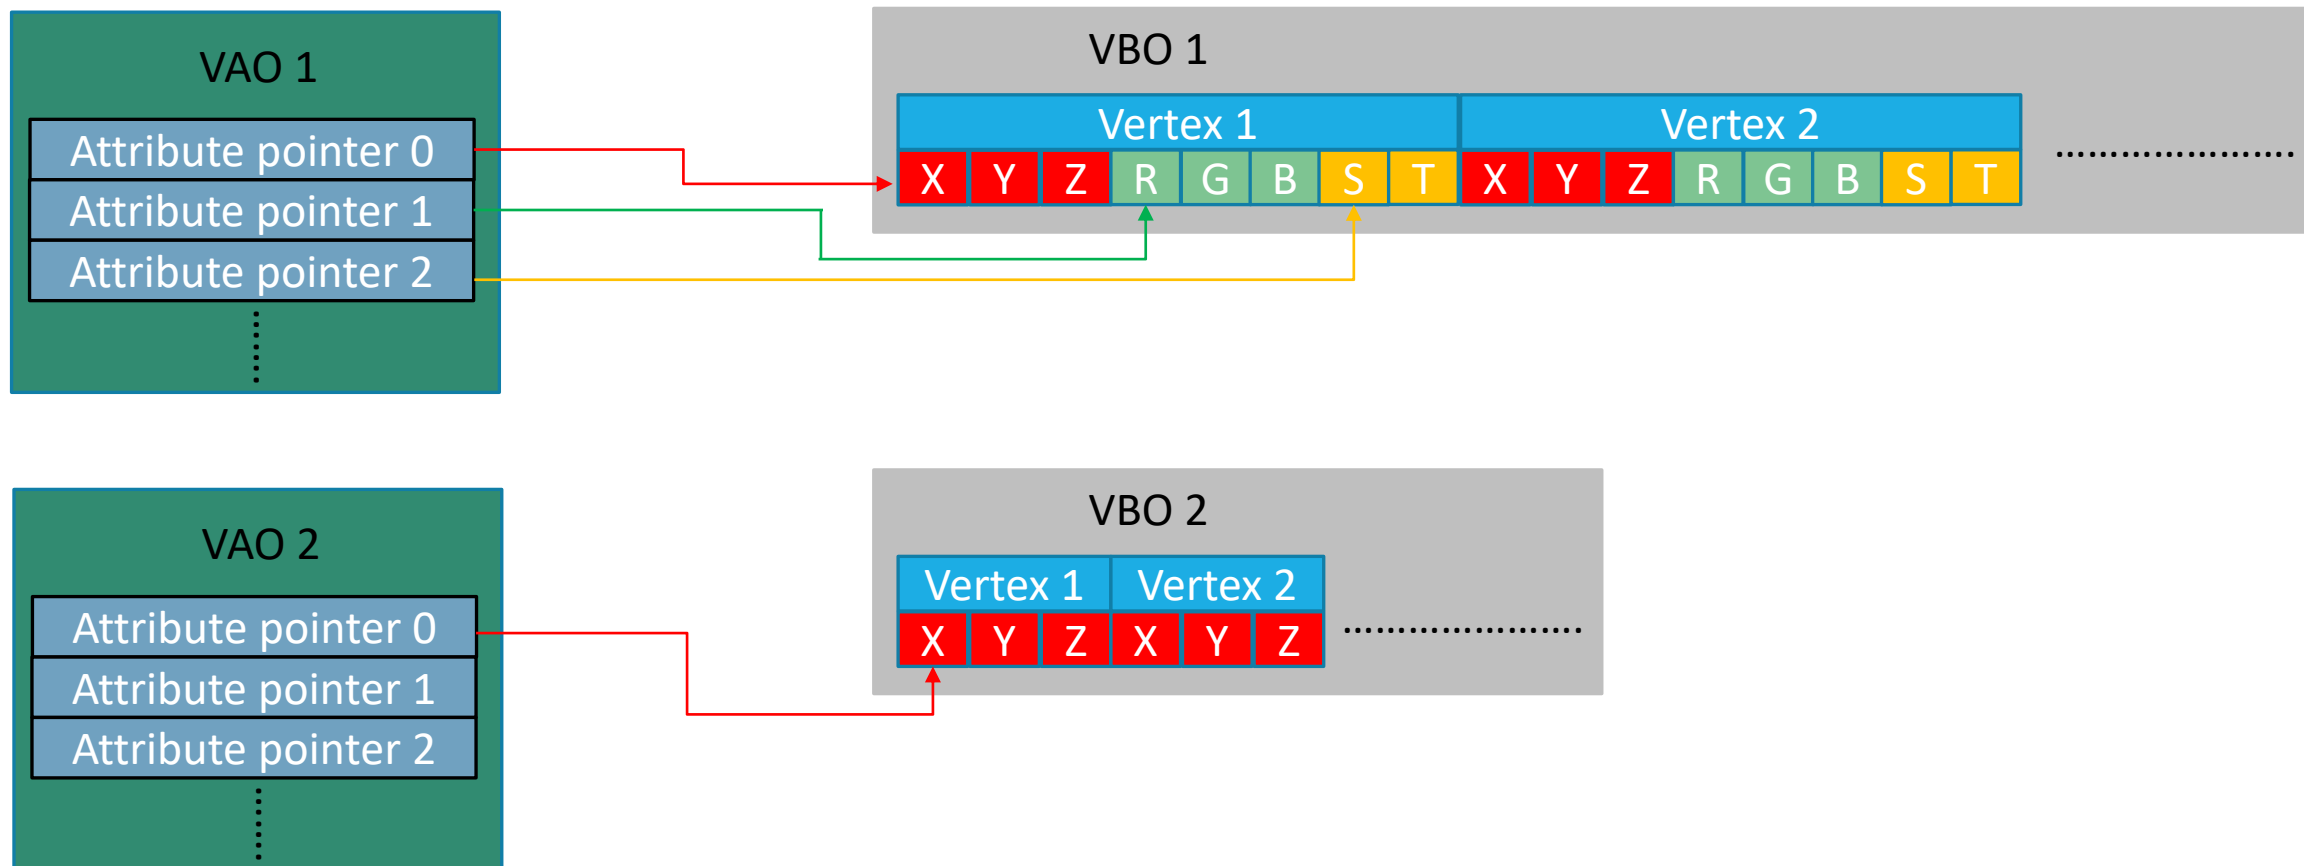 VAO 1
Attribute pointer 0
Attribute pointer 1
Attribute pointer 2
VBO 1
Vertex 1 Vertex 2
X Y Z R G B S T X Y Z R G B S T
VAO 2
Attribute pointer 0
Attribute pointer 1
Attribute pointer 2
VBO 2
Vertex 1 Vertex 2
X Y Z X Y Z